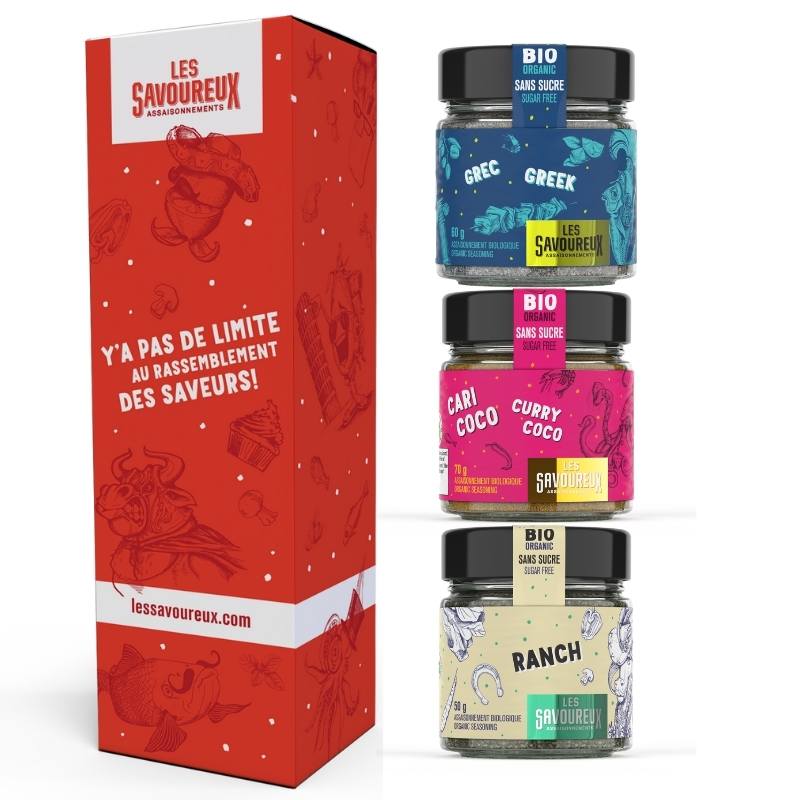 LES
SAVOUREUX
ASSAISONNEMENTS
Y'A PAS DE LIMITE
AU RASSEMBLEMENT
DES SAVEURS!
lessavoureux.com
BIO
ORGANIC
SANS SUCRE
SUGAR FREE
GREC GREEK
60 g
ASSAISONNEMENT BIOLOGIQUE
ORGANIC SEASONING
LES
SAVOUREUX
ASSAISONNEMENTS
BIO
ORGANIC
SANS SUCRE
SUGAR FREE
CARI
COCO
CURRY
COCO
70 g
ASSAISONNEMENT BIOLOGIQUE
ORGANIC SEASONING
LES
SAVOUREUX
ASSAISONNEMENTS
BIO
ORGANIC
SANS SUCRE
SUGAR FREE
RANCH
50 g
ASSAISONNEMENT BIOLOGIQUE
ORGANIC SEASONING
LES
SAVOUREUX
ASSAISONNEMENTS